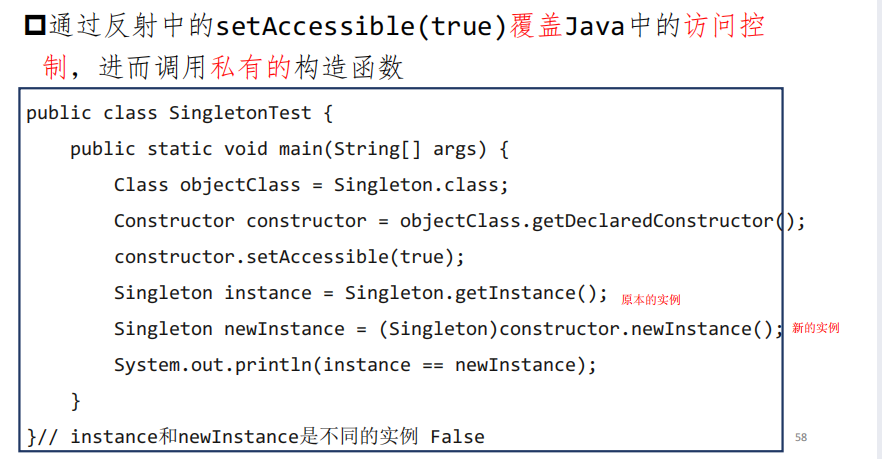 通过反射中的setAccessible(true)覆盖Java中的访问控
制，进而调用私有的构造函数
public class SingletonTest {
public static void main(String[] args) {
Class objectClass = Singleton.class;
Constructor constructor = objectClass.getDeclaredConstructor();
constructor.setAccessible(true);
Singleton instance = Singleton.getInstance(); 原本的实例
Singleton newInstance = (Singleton)constructor.newInstance(); 新的实例
System.out.println(instance == newInstance);
}
}// instance和newInstance是不同的实例 False
58